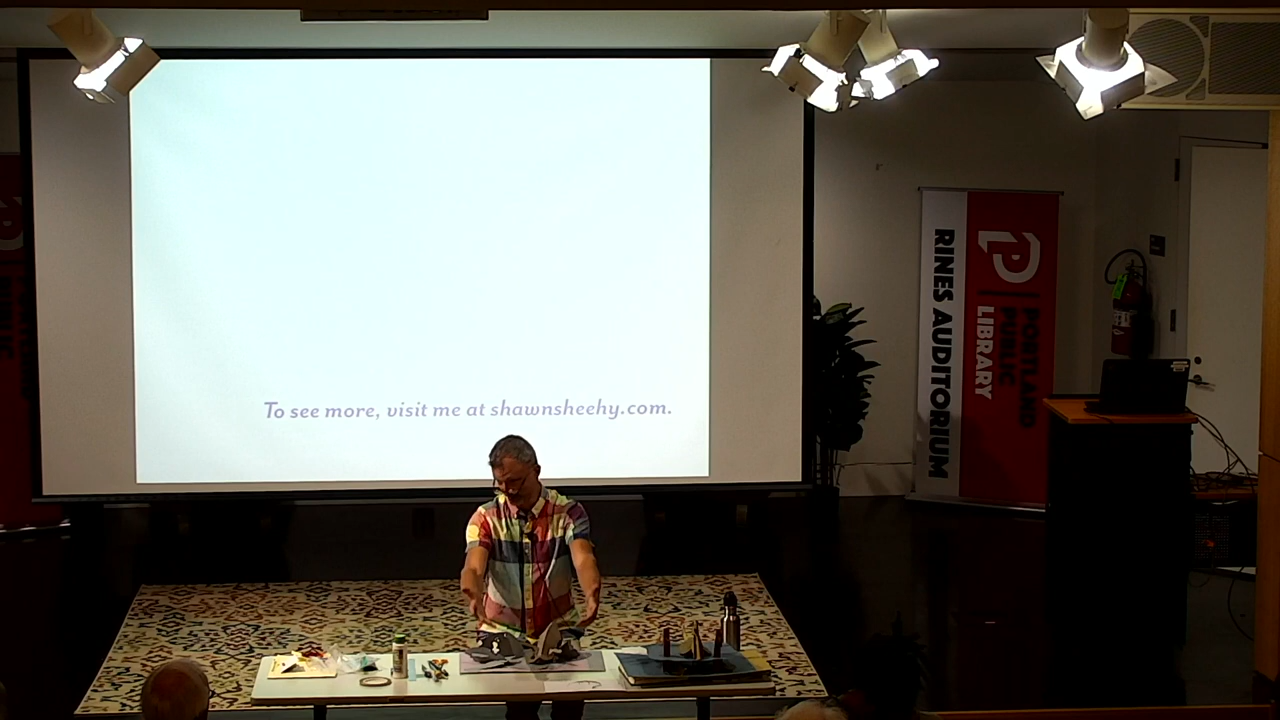 To see more, visit me at shawnsheehy.com.
RINES AUDITORIUM
PORTLAND
PUBLIC
LIBRARY